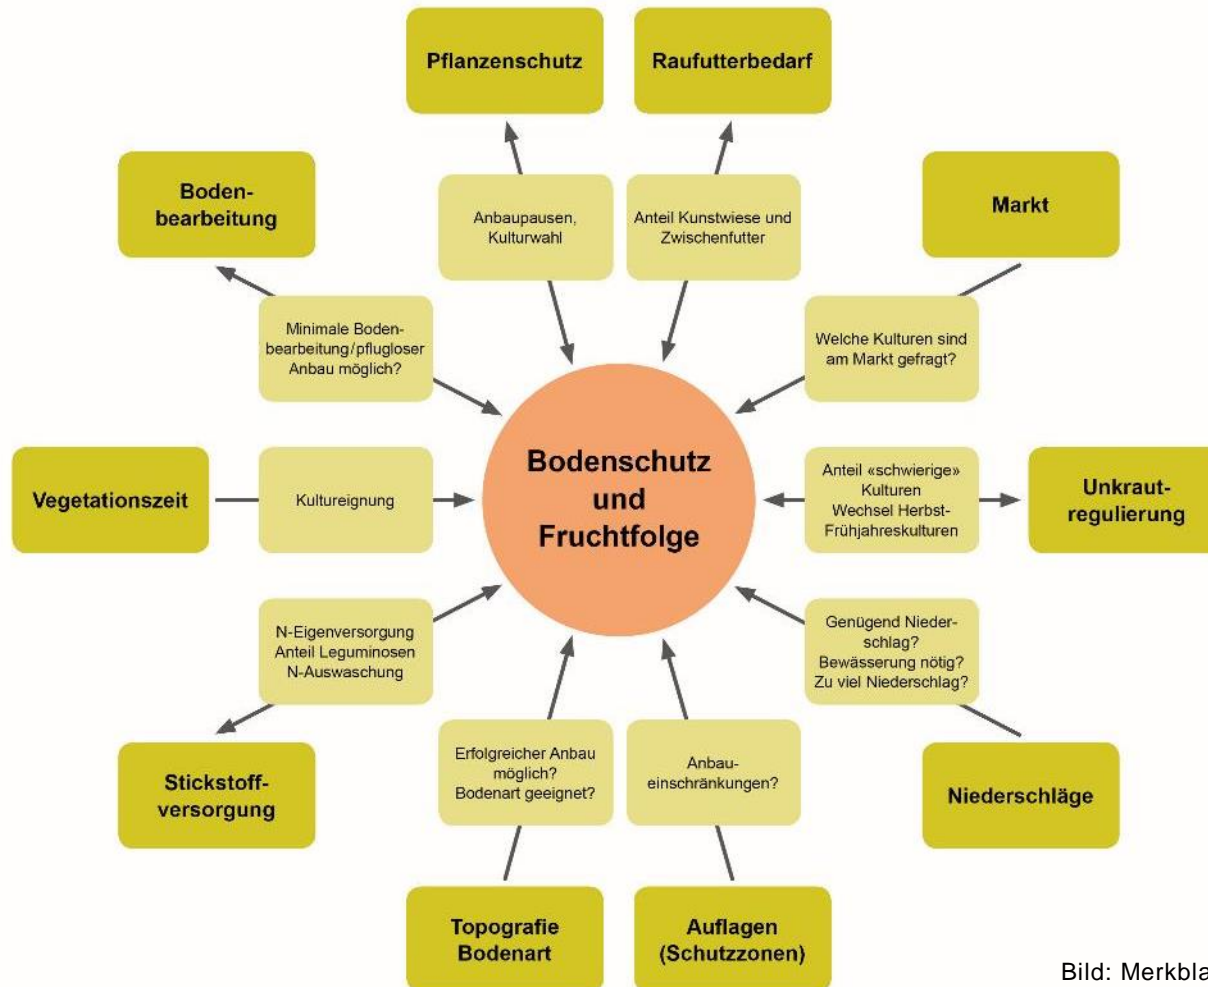 Pflanzenschutz
Raufutterbedarf
Boden-
bearbeitung
Anbaupausen,
Kulturwahl
Anteil Kunstwiese und
Zwischenfutter
Markt
Minimale Boden-
bearbeitung/pflugloser
Anbau möglich?
Welche Kulturen sind
am Markt gefragt?
Vegetationszeit
Kultureignung
Bodenschutz
und
Fruchtfolge
Anteil «schwierige»
Kulturen
Wechsel Herbst-
Frühjahreskulturen
Unkraut-
regulierung
N-Eigenversorgung
Anteil Leguminosen
N-Auswaschung
Genügend Nieder-
schlag?
Bewässerung nötig?
Zu viel Niederschlag?
Stickstoff-
versorgung
Erfolgreicher Anbau
möglich?
Bodenart geeignet?
Anbau-
einschränkungen?
Niederschläge
Topografie
Bodenart
Auflagen
(Schutzzonen)
Bild: Merkbla